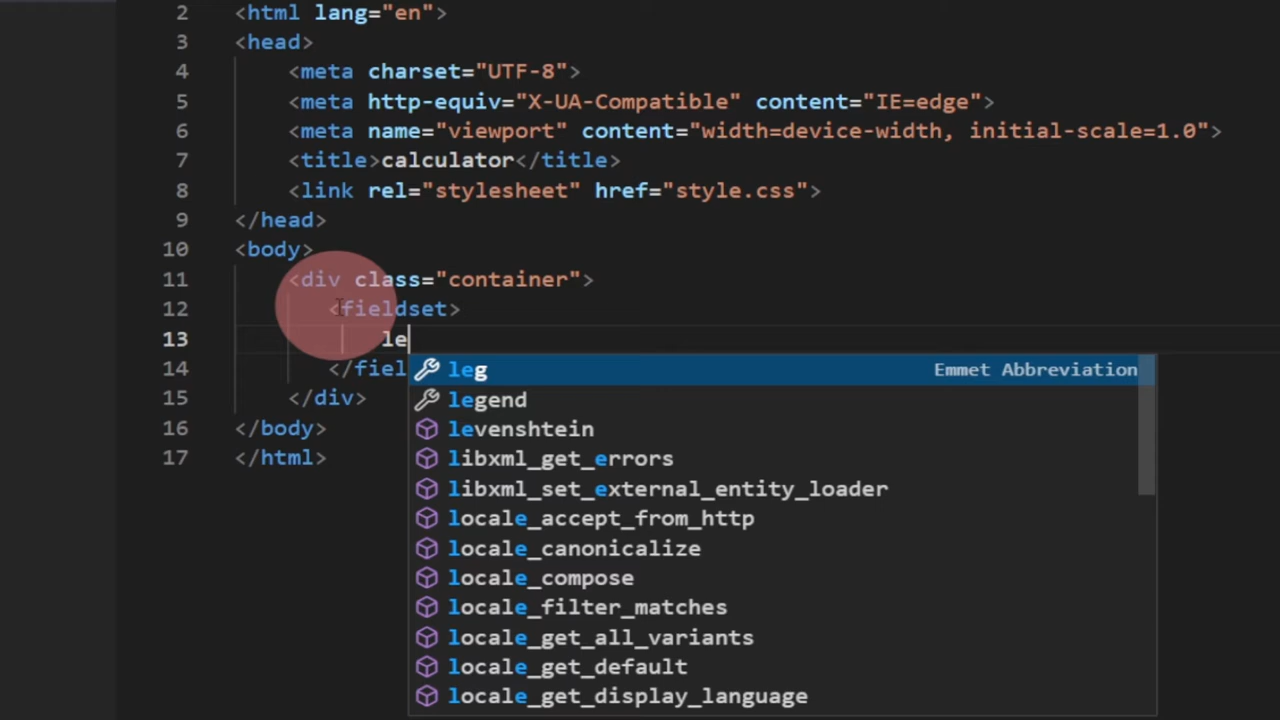 2 <html lang="en">
3 <head>
4 <meta charset="UTF-8">
5 <meta http-equiv="X-UA-Compatible" content="IE=edge">
6 <meta name="viewport" content="width=device-width, initial-scale=1.0">
7 <title>calculator</title>
8 <link rel="stylesheet" href="style.css">
9 </head>
10 <body>
11 <div class="container">
12 <fieldset>
13 le
14 </fiel
15 </div>
16 </body>
17 </html>
leg Emmet Abbreviation
legend
levenshtein
libxml_get_errors
libxml_set_external_entity_loader
locale_accept_from_http
locale_canonicalize
locale_compose
locale_filter_matches
locale_get_all_variants
locale_get_default
locale_get_display_language